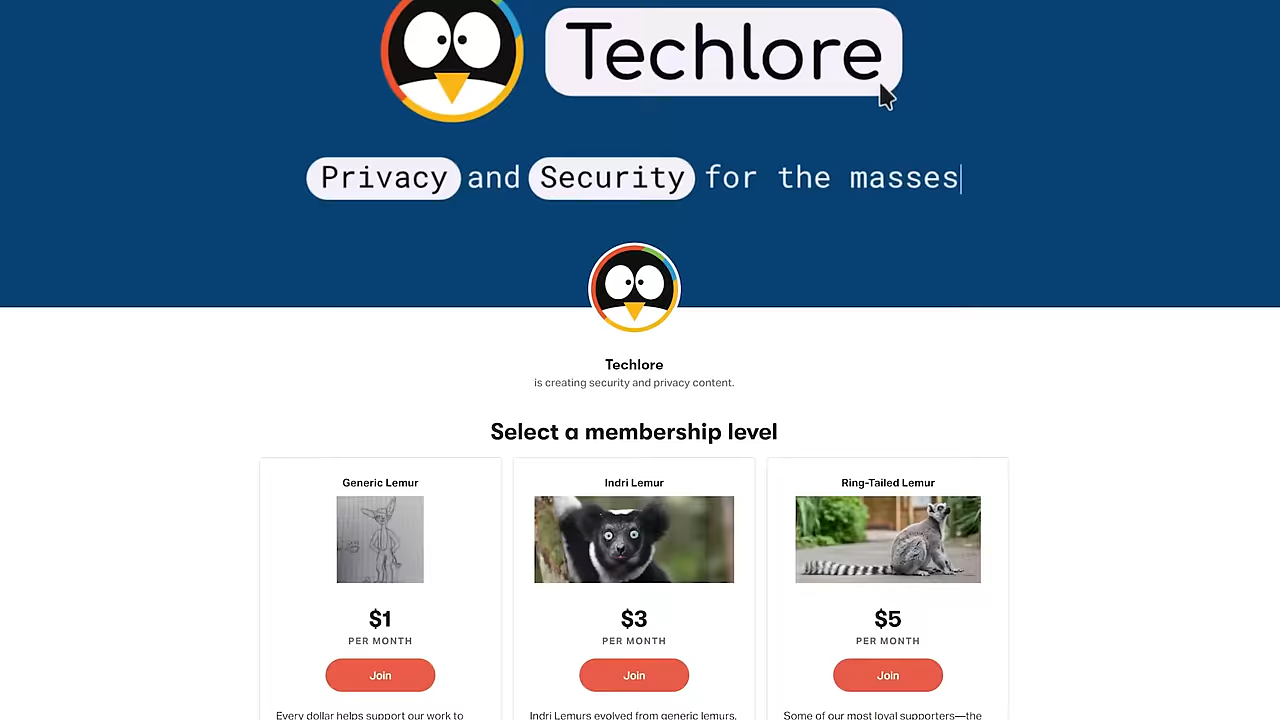 Techlore
Privacy and Security for the masses
Techlore
is creating security and privacy content.
Select a membership level
Generic Lemur
Indri Lemur
Ring-Tailed Lemur
$1
PER MONTH
Join
$3
PER MONTH
Join
$5
PER MONTH
Join
Every dollar helps support our work to
Indri Lemurs evolved from generic lemurs.
Some of our most loyal supporters—the